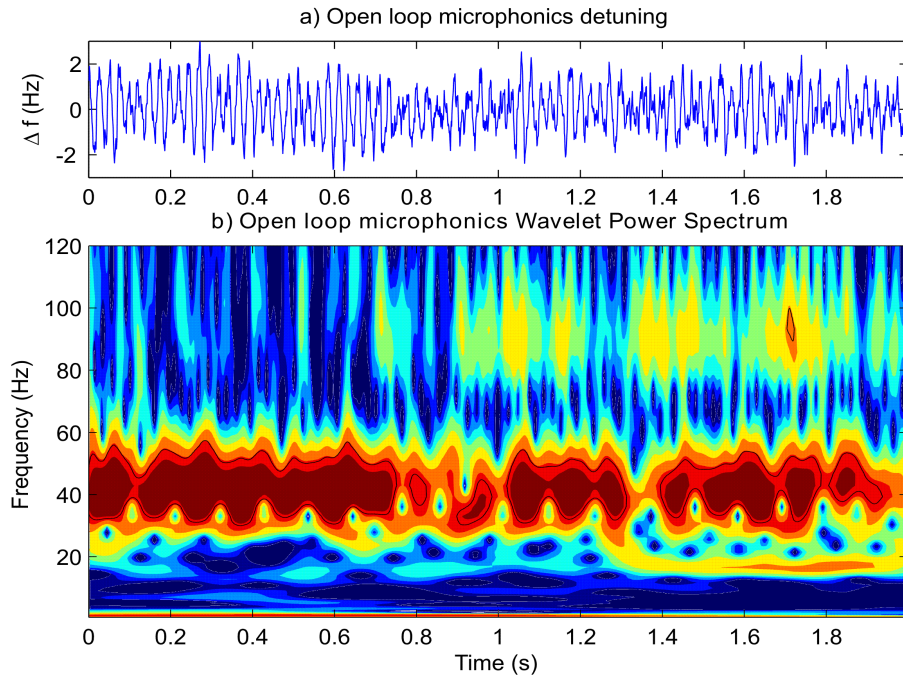 a) Open loop microphonics detuning
Δ f (Hz)
2
0
-2
0 0.2 0.4 0.6 0.8 1 1.2 1.4 1.6 1.8
b) Open loop microphonics Wavelet Power Spectrum
Frequency (Hz)
120
100
80
60
40
20
0 0.2 0.4 0.6 0.8 1 1.2 1.4 1.6 1.8
Time (s)